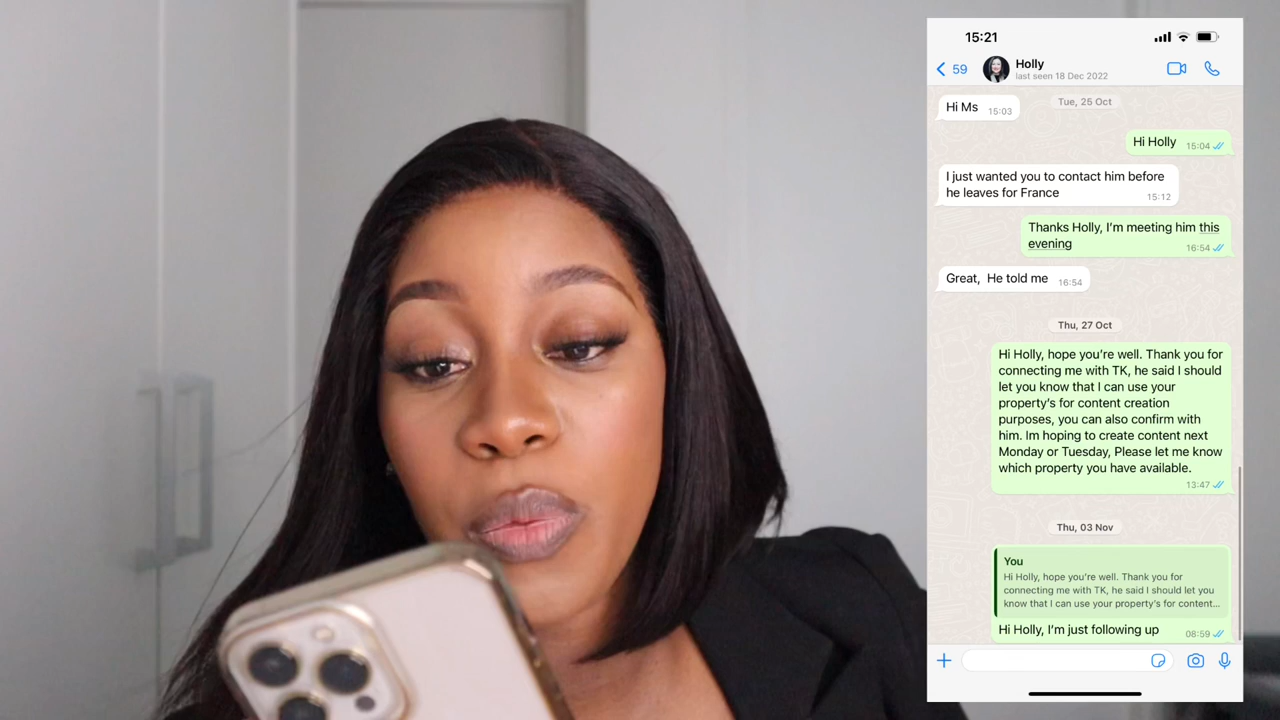 15:21
59
Holly
last seen 18 Dec 2022
Tue, 25 Oct
Hi Ms 15:03
Hi Holly 15:04
I just wanted you to contact him before
he leaves for France
15:12
Thanks Holly, I'm meeting him this
evening
16:54
Great,  He told me 16:54
Thu, 27 Oct
Hi Holly, hope you're well. Thank you for
connecting me with TK, he said I should
let you know that I can use your
property's for content creation
purposes, you can also confirm with
him. Im hoping to create content next
Monday or Tuesday, Please let me know
which property you have available.
13:47
Thu, 03 Nov
You
Hi Holly, hope you're well. Thank you for
connecting me with TK, he said I should let you
know that I can use your property's for content...
Hi Holly, I'm just following up 08:59